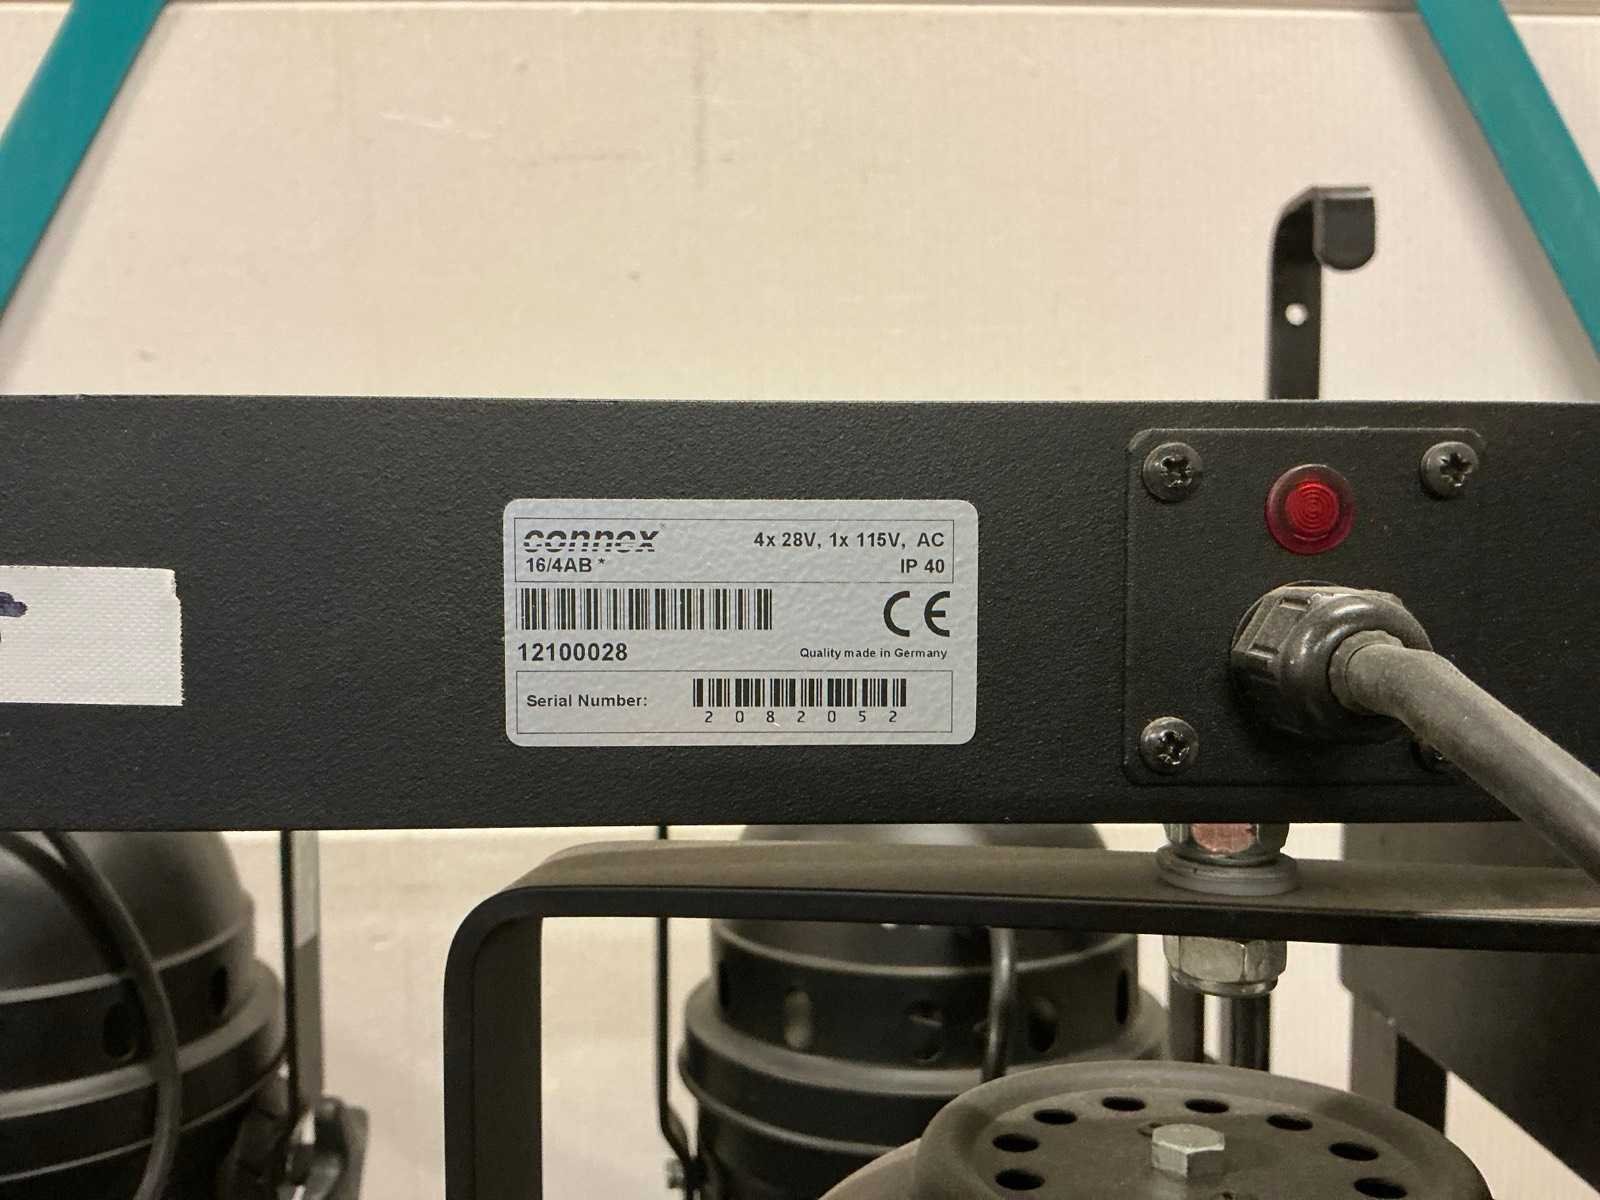 connex®
4x 28V, 1x 115V, AC
16/4AB *
IP 40
CE
12100028
Quality made in Germany
Serial Number:
2082052